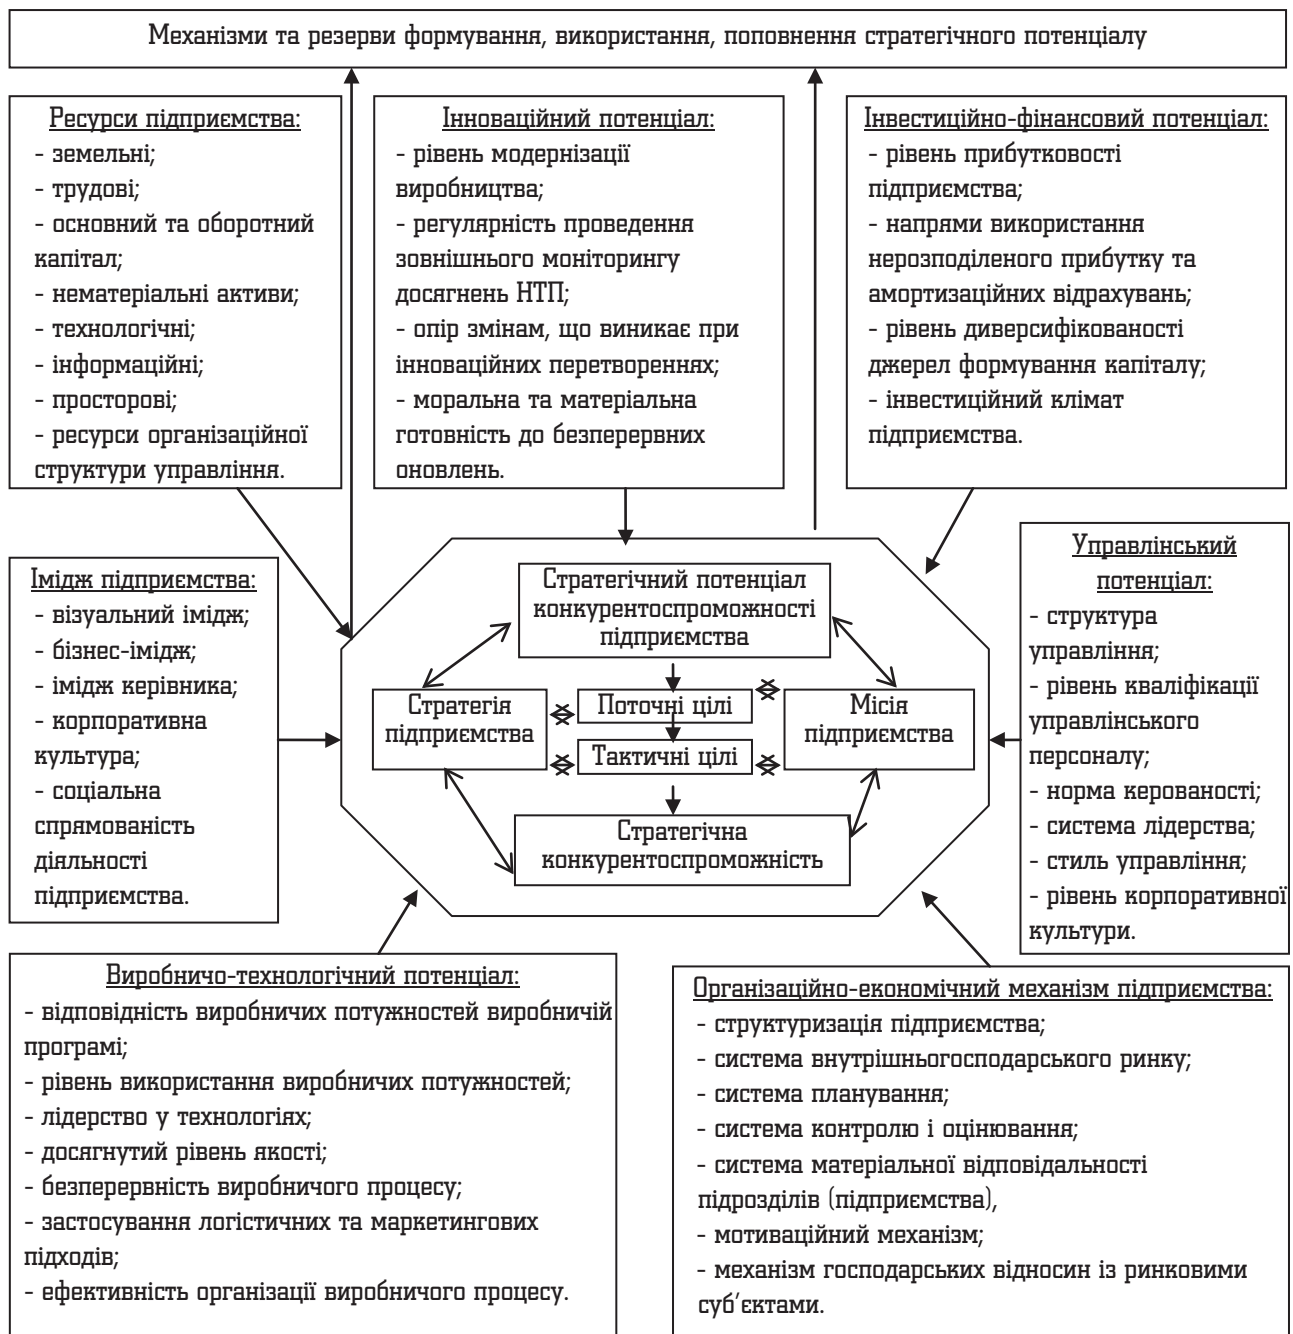 Механізми та резерви формування, використання, поповнення стратегічного потенціалу
Ресурси підприємства:
- земельні;
- трудові;
- основний та оборотний
капітал;
- нематеріальні активи;
- технологічні;
- інформаційні;
- просторові;
- ресурси організаційної
структури управління.
Інноваційний потенціал:
- рівень модернізації
виробництва;
- регулярність проведення
зовнішнього моніторингу
досягнень НТП;
- опір змінам, що виникає при
інноваційних перетвореннях;
- моральна та матеріальна
готовність до безперервних
оновлень.
Інвестиційно-фінансовий потенціал:
- рівень прибутковості
підприємства;
- напрями використання
нерозподіленого прибутку та
амортизаційних відрахувань;
- рівень диверсифікованості
джерел формування капіталу;
- інвестиційний клімат
підприємства.
Імідж підприємства:
- візуальний імідж;
- бізнес-імідж;
- імідж керівника;
- корпоративна
культура;
- соціальна
спрямованість
діяльності
підприємства.
Стратегічний потенціал
конкурентоспроможності
підприємства
Стратегія
підприємства
Поточні цілі
Тактичні цілі
Місія
підприємства
Стратегічна
конкурентоспроможність
Управлінський
потенціал:
- структура
управління;
- рівень кваліфікації
управлінського
персоналу;
- норма керованості;
- система лідерства;
- стиль управління;
- рівень корпоративної
культури.
Виробничо-технологічний потенціал:
- відповідність виробничих потужностей виробничій
програмі;
- рівень використання виробничих потужностей;
- лідерство у технологіях;
- досягнутий рівень якості;
- безперервність виробничого процесу;
- застосування логістичних та маркетингових
підходів;
- ефективність організації виробничого процесу.
Організаційно-економічний механізм підприємства:
- структуризація підприємства;
- система внутрішньогосподарського ринку;
- система планування;
- система контролю і оцінювання;
- система матеріальної відповідальності
підрозділів (підприємства),
- мотиваційний механізм;
- механізм господарських відносин із ринковими
суб'єктами.